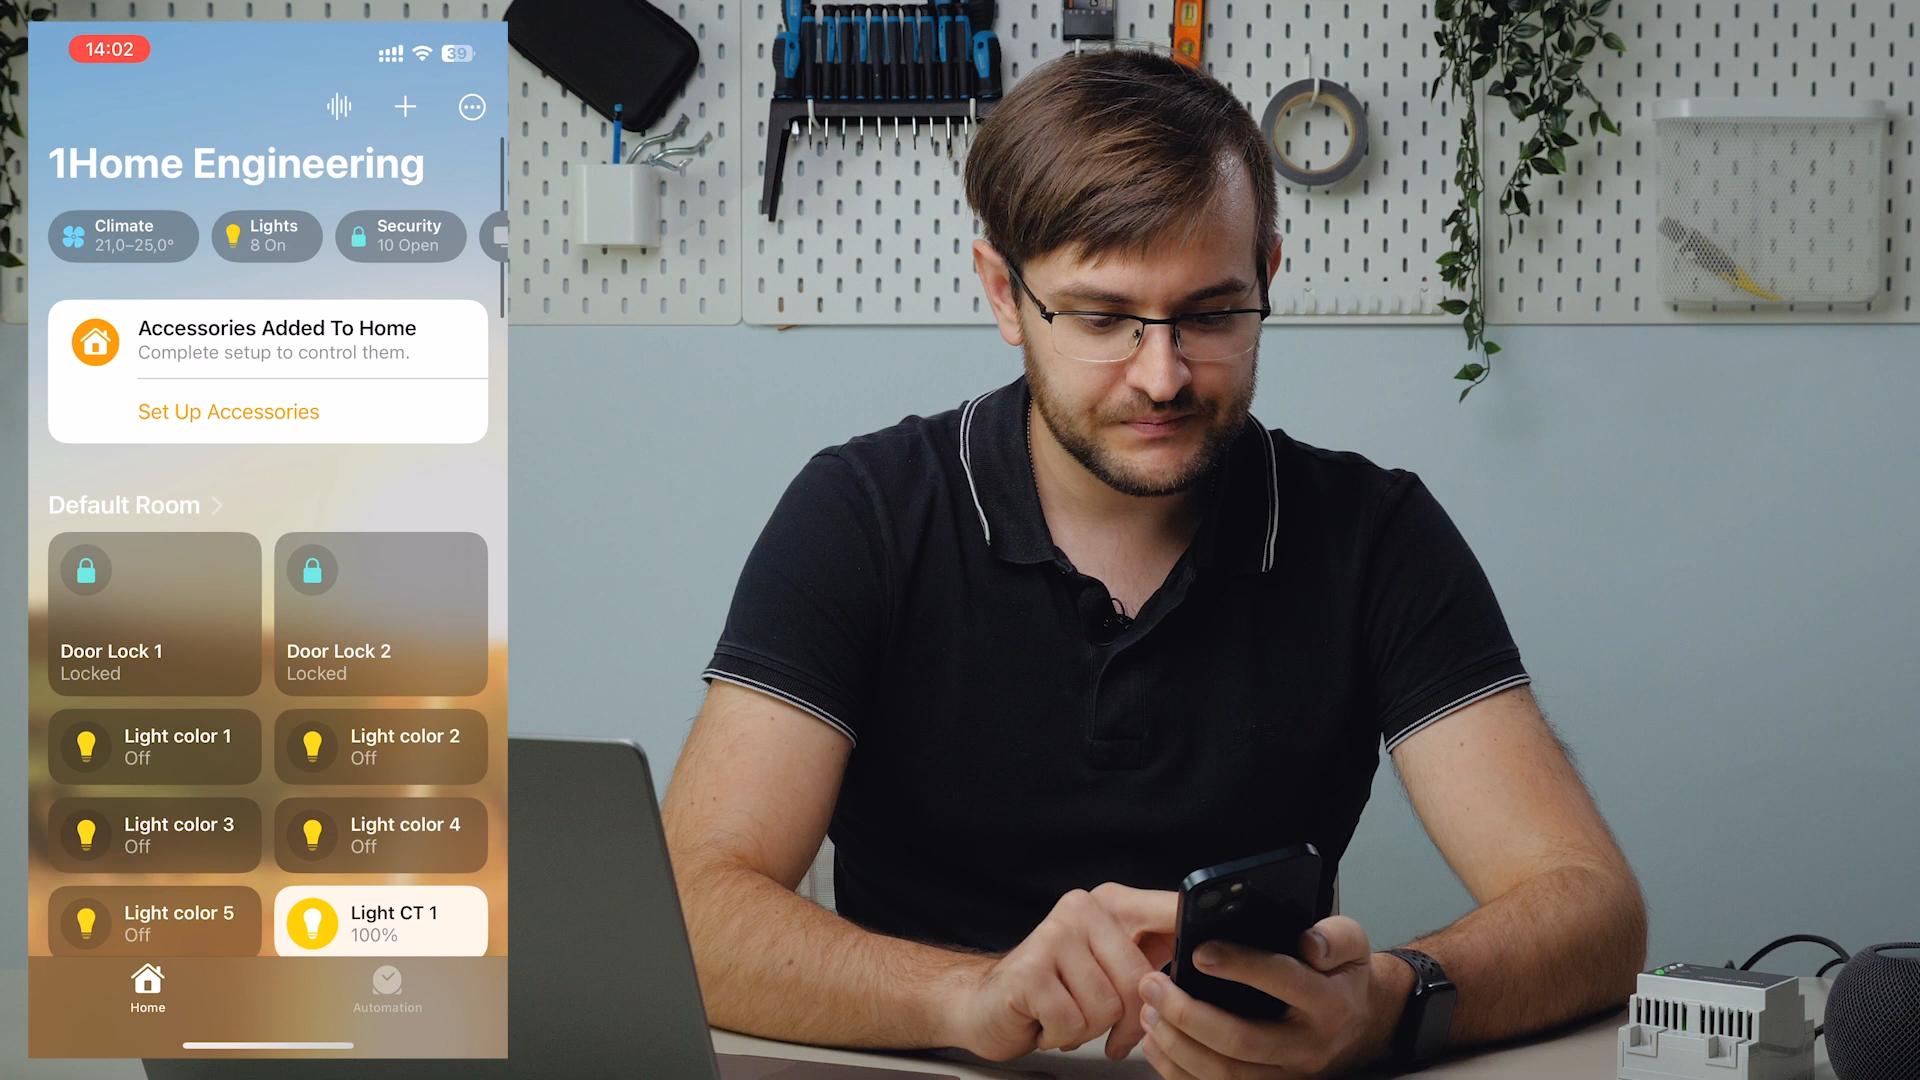 14:02
39
1Home Engineering
Climate
21,0–25,0°
Lights
8 On
Security
10 Open
Accessories Added To Home
Complete setup to control them.
Set Up Accessories
Default Room
Door Lock 1
Locked
Door Lock 2
Locked
Light color 1
Off
Light color 2
Off
Light color 3
Off
Light color 4
Off
Light color 5
Off
Light CT 1
100%
Home
Automation